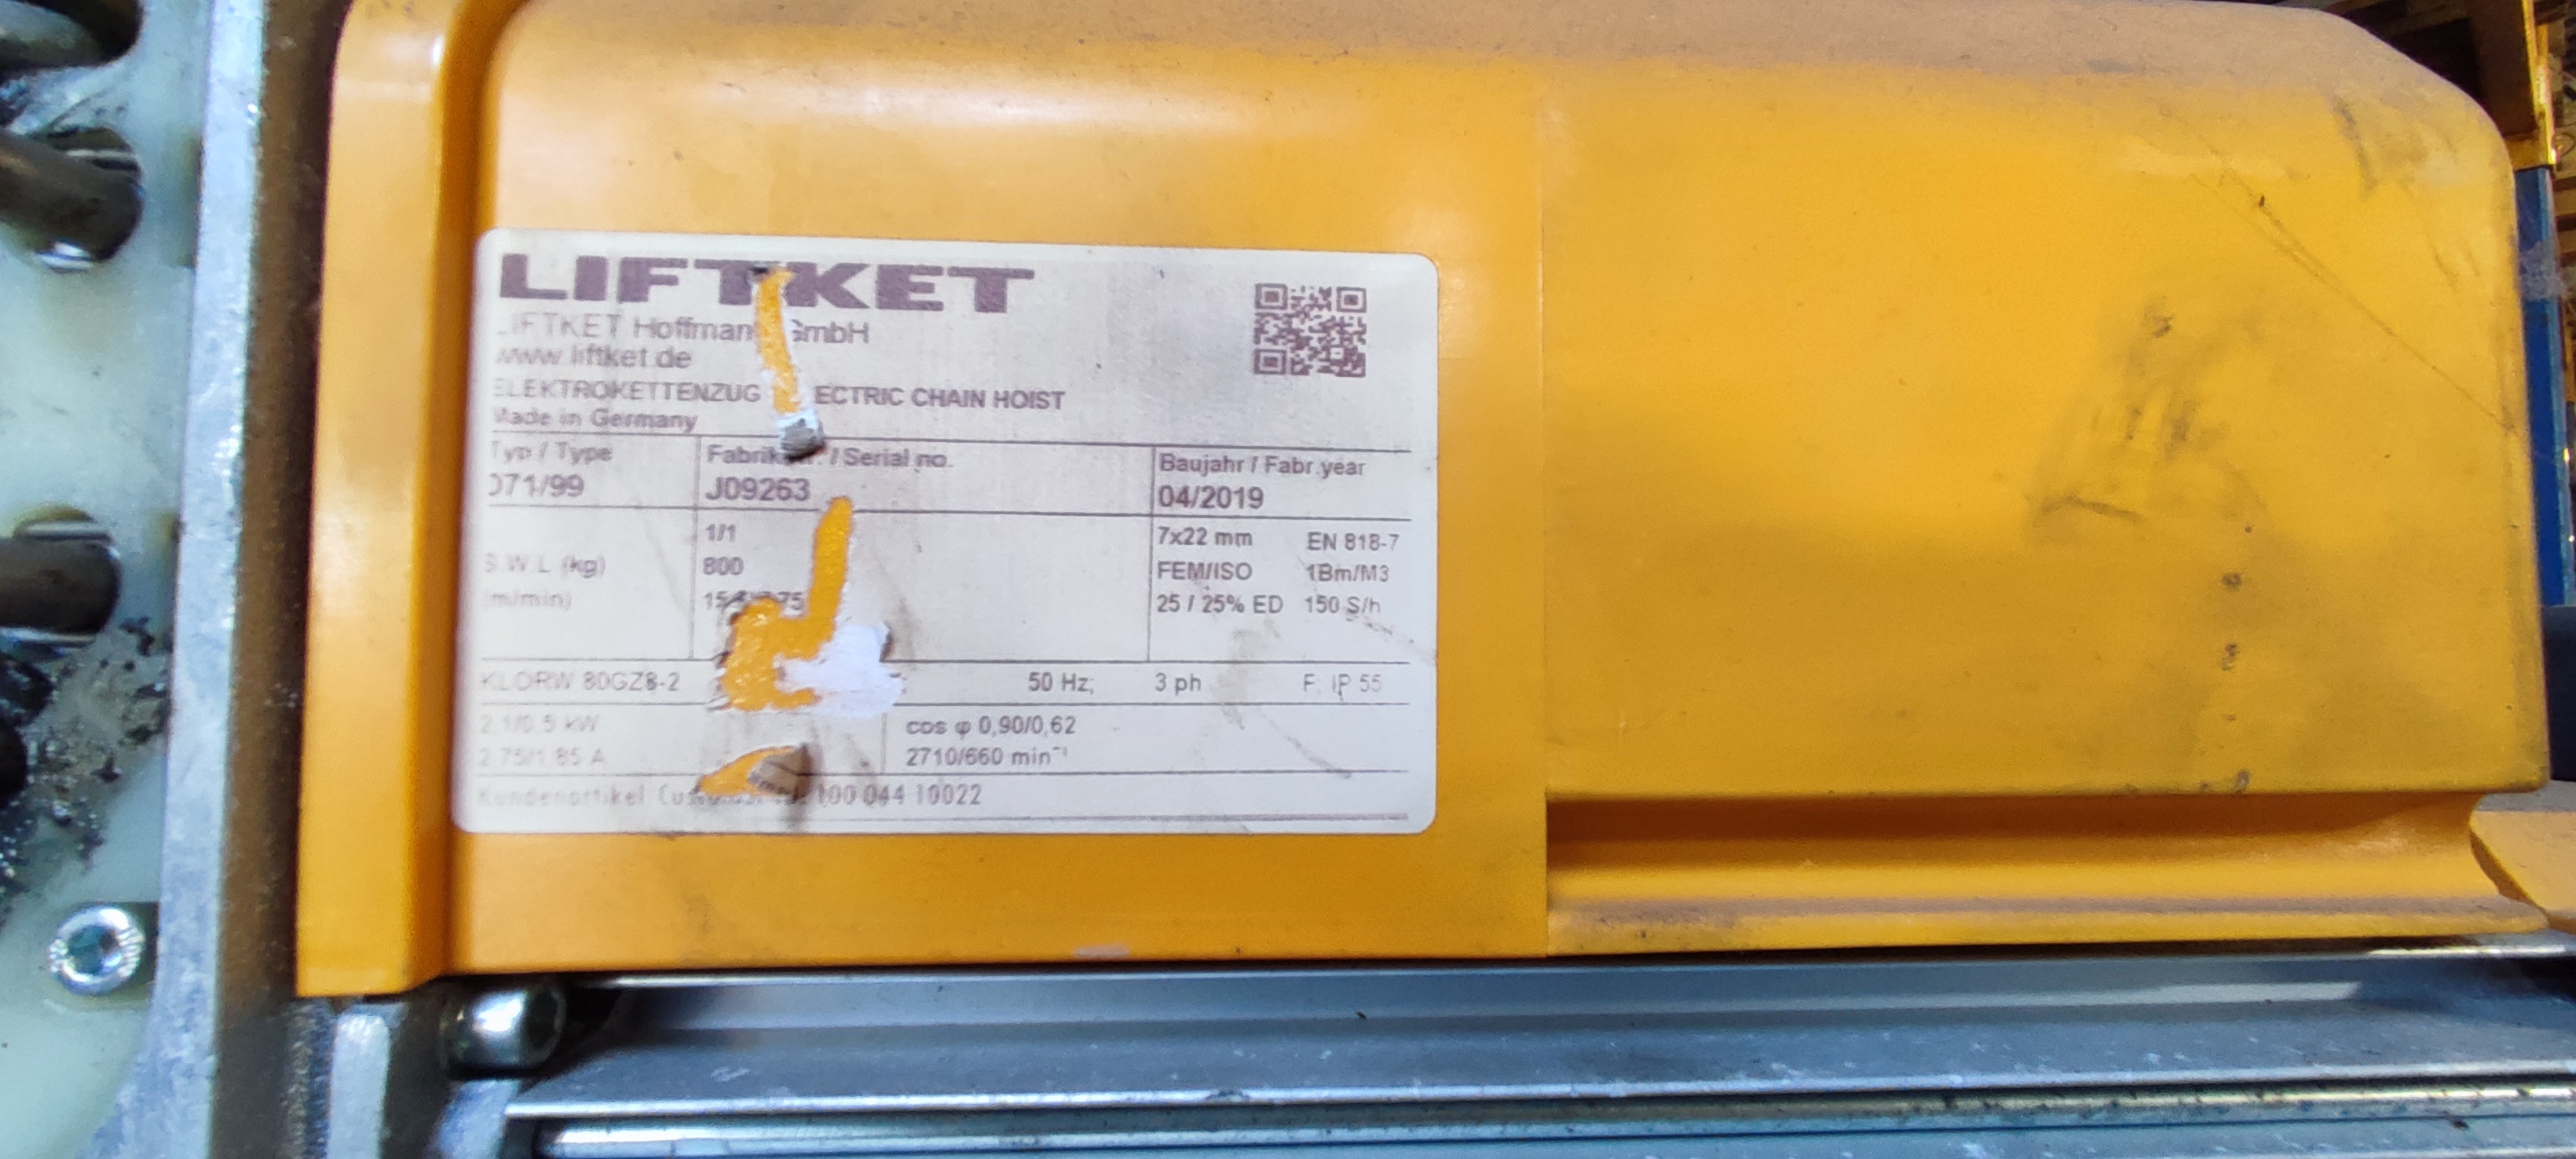 LIFTKET
LIFTKET Hoffmann GmbH
www.liftket.de
ELEKTROKETTENZUG ECTRIC CHAIN HOIST
Made in Germany
Typ / Type Fabrik / Serial no. Baujahr / Fabr.year
071/99 J09263 04/2019
1/1 7x22 mm EN 818-7
S.W.L (kg) 800 FEM/ISO 1Bm/M3
(m/min) 25 / 25% ED 150 S/h
KLORW 80GZ8-2 50 Hz; 3 ph F, IP 55
2.1/0,5 kW cos φ 0,90/0,62
2.75/1.85 A 2710/660 min⁻¹
Kundenartikel 100 044 10022